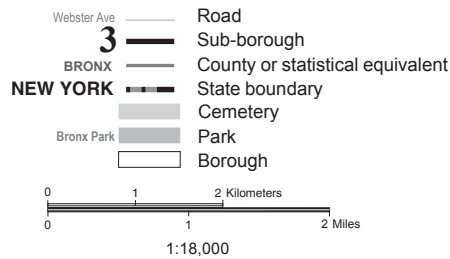 Webster Ave Road
3 Sub-borough
BRONX County or statistical equivalent
NEW YORK State boundary
Cemetery
Bronx Park Park
Borough
0 1 2 Kilometers
0 1 2 Miles
1:18,000